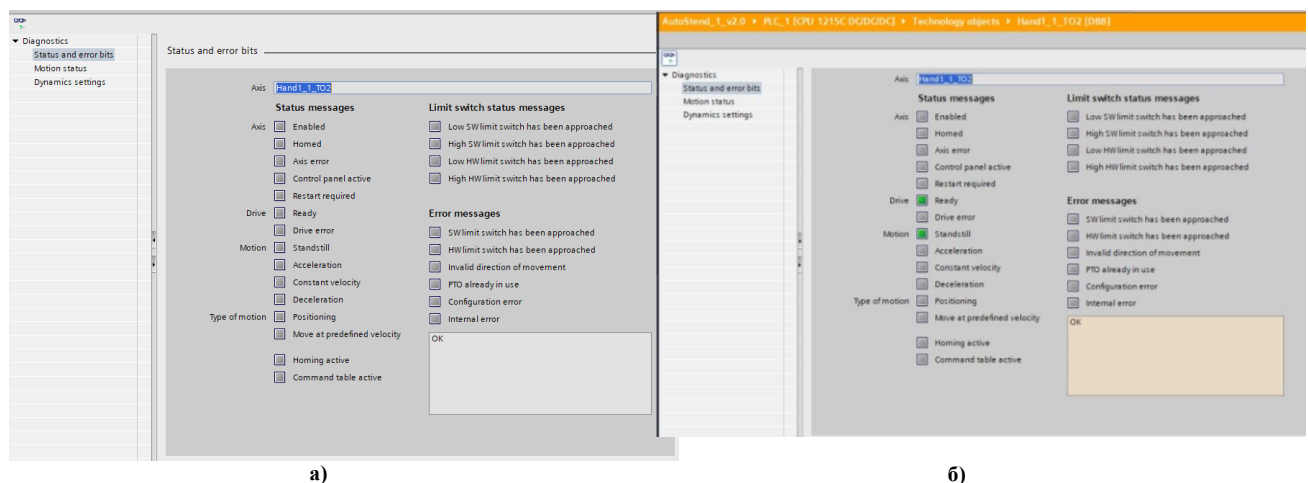 Diagnostics
Status and error bits
Motion status
Dynamics settings
Status and error bits
Axis Hand1_1_TO2
Status messages
Axis Enabled
Homed
Axis error
Control panel active
Restart required
Drive Ready
Drive error
Motion Standstill
Acceleration
Constant velocity
Deceleration
Type of motion Positioning
Move at predefined velocity
Homing active
Command table active
Limit switch status messages
Low SW limit switch has been approached
High SW limit switch has been approached
Low HW limit switch has been approached
High HW limit switch has been approached
Error messages
SW limit switch has been approached
HW limit switch has been approached
Invalid direction of movement
PTO already in use
Configuration error
Internal error
OK
а)
AutoStend_1_v2.0 ▸ PLC_1 [CPU 1215C DC/DC/DC] ▸ Technology objects ▸ Hand1_1_TO2 [DB8]
Diagnostics
Status and error bits
Motion status
Dynamics settings
Axis Hand1_1_TO2
Status messages
Axis Enabled
Homed
Axis error
Control panel active
Restart required
Drive Ready
Drive error
Motion Standstill
Acceleration
Constant velocity
Deceleration
Type of motion Positioning
Move at predefined velocity
Homing active
Command table active
Limit switch status messages
Low SW limit switch has been approached
High SW limit switch has been approached
Low HW limit switch has been approached
High HW limit switch has been approached
Error messages
SW limit switch has been approached
HW limit switch has been approached
Invalid direction of movement
PTO already in use
Configuration error
Internal error
OK
б)